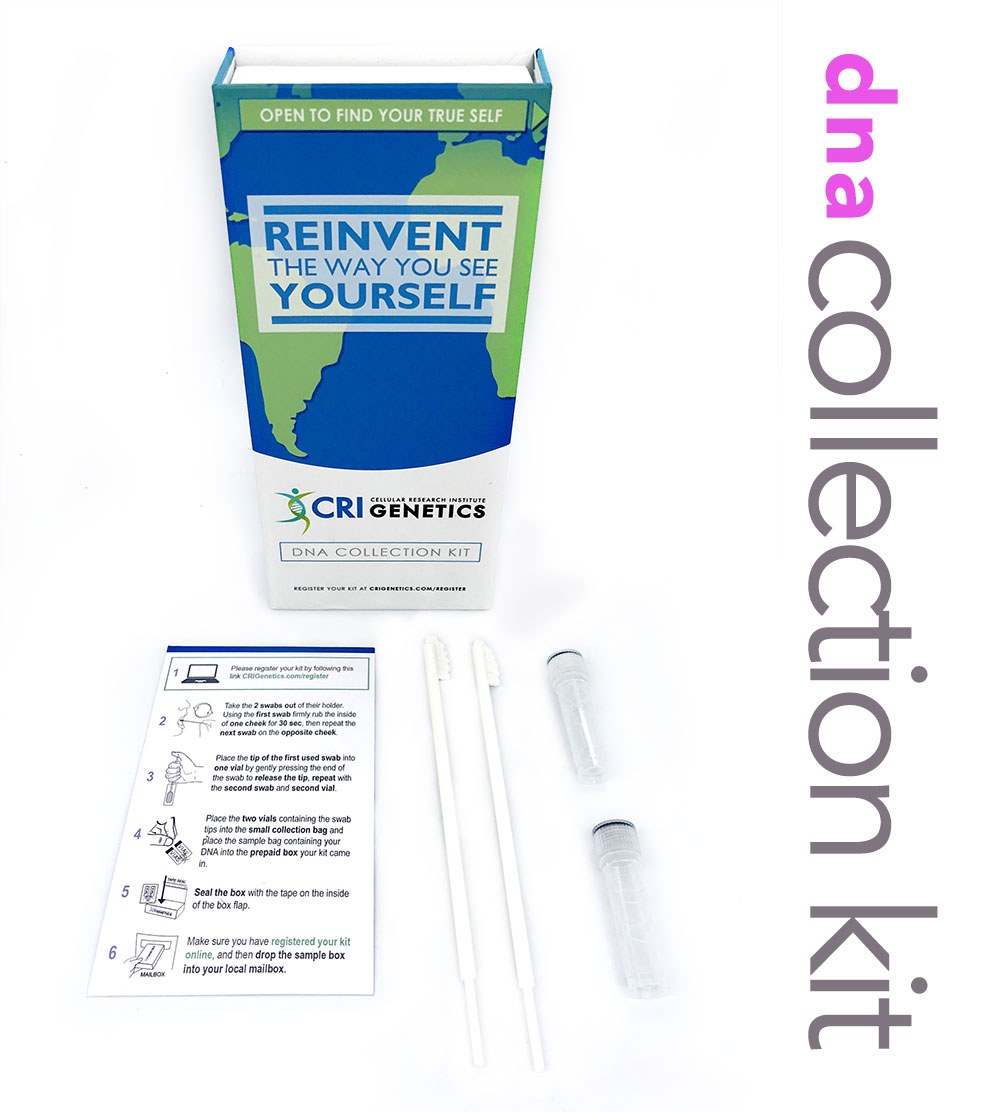 OPEN TO FIND YOUR TRUE SELF
REINVENT
THE WAY YOU SEE
YOURSELF
CRI
CELLULAR RESEARCH INSTITUTE
GENETICS
DNA COLLECTION KIT
REGISTER YOUR KIT AT CRIGENETICS.COM/REGISTER
dna collection kit
1
Please register your kit by following this
link CRIGenetics.com/register
2
Take the 2 swabs out of their holder.
Using the first swab firmly rub the inside
of one cheek for 30 sec, then repeat the
next swab on the opposite cheek.
3
Place the tip of the first used swab into
one vial by gently pressing the end of
the swab to release the tip, repeat with
the second swab and second vial.
4
Place the two vials containing the swab
tips into the small collection bag and
place the sample bag containing your
DNA into the prepaid box your kit came
in.
5
TAPE SEAL
Seal the box with the tape on the inside
of the box flap.
6
MAILBOX
Make sure you have registered your kit
online, and then drop the sample box
into your local mailbox.